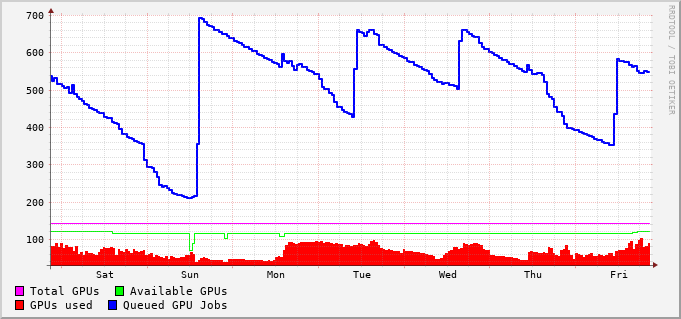 700
600
500
400
300
200
100
Sat Sun Mon Tue Wed Thu Fri
Total GPUs Available GPUs
GPUs used Queued GPU Jobs
RRDTOOL / TOBI OETIKER